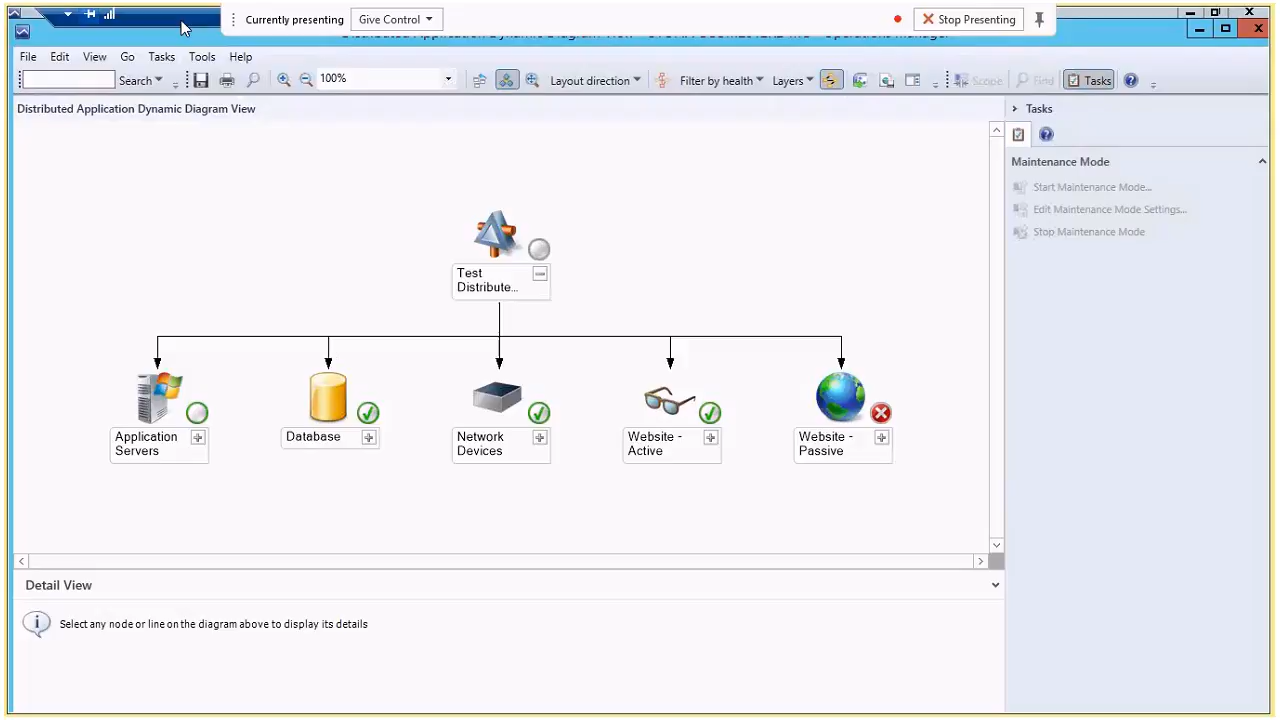 Currently presenting
Give Control
Stop Presenting
File Edit View Go Tasks Tools Help
Search
100%
Layout direction
Filter by health
Layers
Scope
Find
Tasks
Distributed Application Dynamic Diagram View
Tasks
Maintenance Mode
Start Maintenance Mode...
Edit Maintenance Mode Settings...
Stop Maintenance Mode
Test
Distribute...
Application
Servers
Database
Network
Devices
Website -
Active
Website -
Passive
Detail View
Select any node or line on the diagram above to display its details